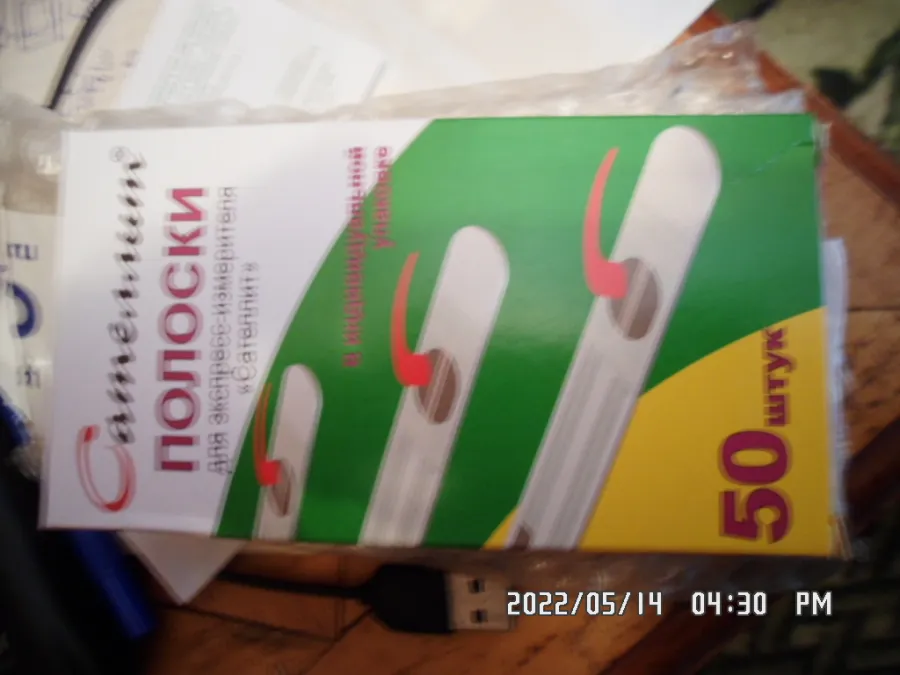 Сателлит®
ПОЛОСКИ
для экспресс-измерителя
«Сателлит»
в индивидуальной
упаковке
50 штук
2022/05/14 04:30 PM